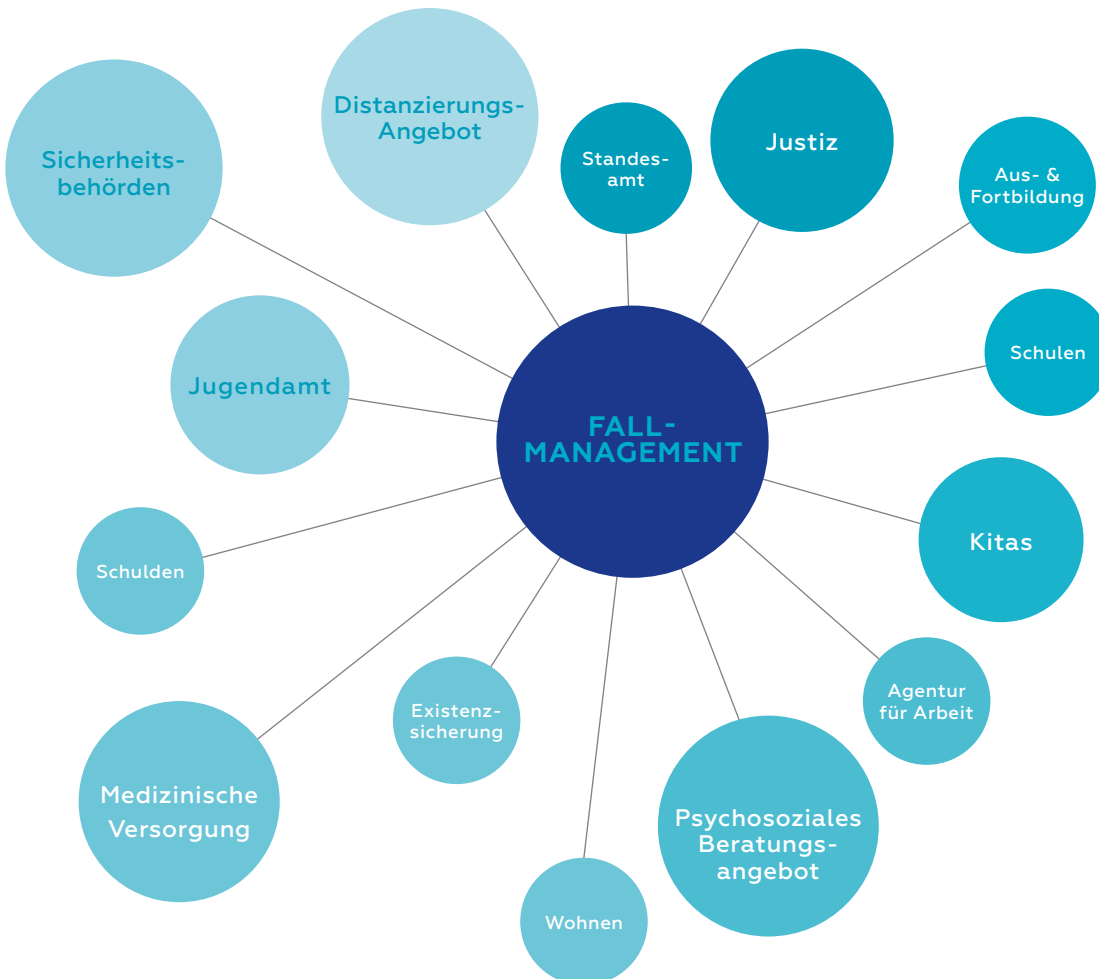 Distanzierungs-
Angebot
Sicherheits-
behörden
Standes-
amt
Justiz
Aus- &
Fortbildung
Schulen
Jugendamt
FALL-
MANAGEMENT
Kitas
Schulden
Existenz-
sicherung
Agentur
für Arbeit
Medizinische
Versorgung
Psychosoziales
Beratungs-
angebot
Wohnen